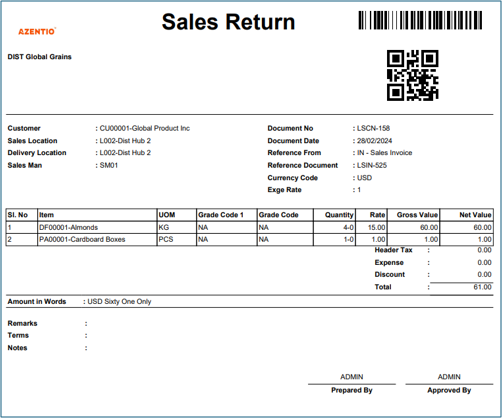 Sales Return
AZENTIO
DIST Global Grains
Customer : CU00001-Global Product Inc
Document No : LSCN-158
Sales Location : L002-Dist Hub 2
Document Date : 28/02/2024
Delivery Location : L002-Dist Hub 2
Reference From : IN - Sales Invoice
Sales Man : SM01
Reference Document : LSIN-525
Currency Code : USD
Exge Rate : 1
Sl. No Item UOM Grade Code 1 Grade Code Quantity Rate Gross Value Net Value
1 DF00001-Almonds KG NA NA 4-0 15.00 60.00 60.00
2 PA00001-Cardboard Boxes PCS NA NA 1-0 1.00 1.00 1.00
Header Tax : 0.00
Expense : 0.00
Discount : 0.00
Total : 61.00
Amount in Words : USD Sixty One Only
Remarks :
Terms :
Notes :
ADMIN ADMIN
Prepared By Approved By